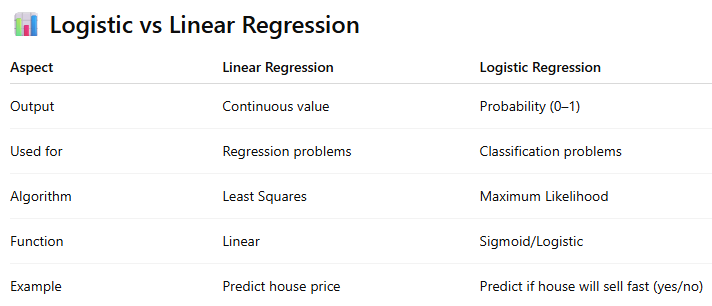 Logistic vs Linear Regression
Aspect Linear Regression Logistic Regression
Output Continuous value Probability (0–1)
Used for Regression problems Classification problems
Algorithm Least Squares Maximum Likelihood
Function Linear Sigmoid/Logistic
Example Predict house price Predict if house will sell fast (yes/no)